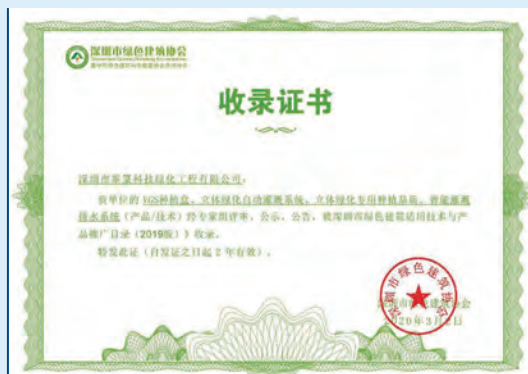 深圳市绿色建筑协会
收录证书
深圳市翠箓科技绿化工程有限公司:
贵单位的 VGS种植盒、立体绿化自动灌溉系统、立体绿化专用种植基质、智能灌溉
排水系统(产品/技术)经专家组评审、公示、公告,被深圳市绿色建筑适用技术与产
品推广目录(2019版)》收录。
特发此证(自发证之日起 2 年有效)。
深圳市绿色建筑协会
2020年3月2日